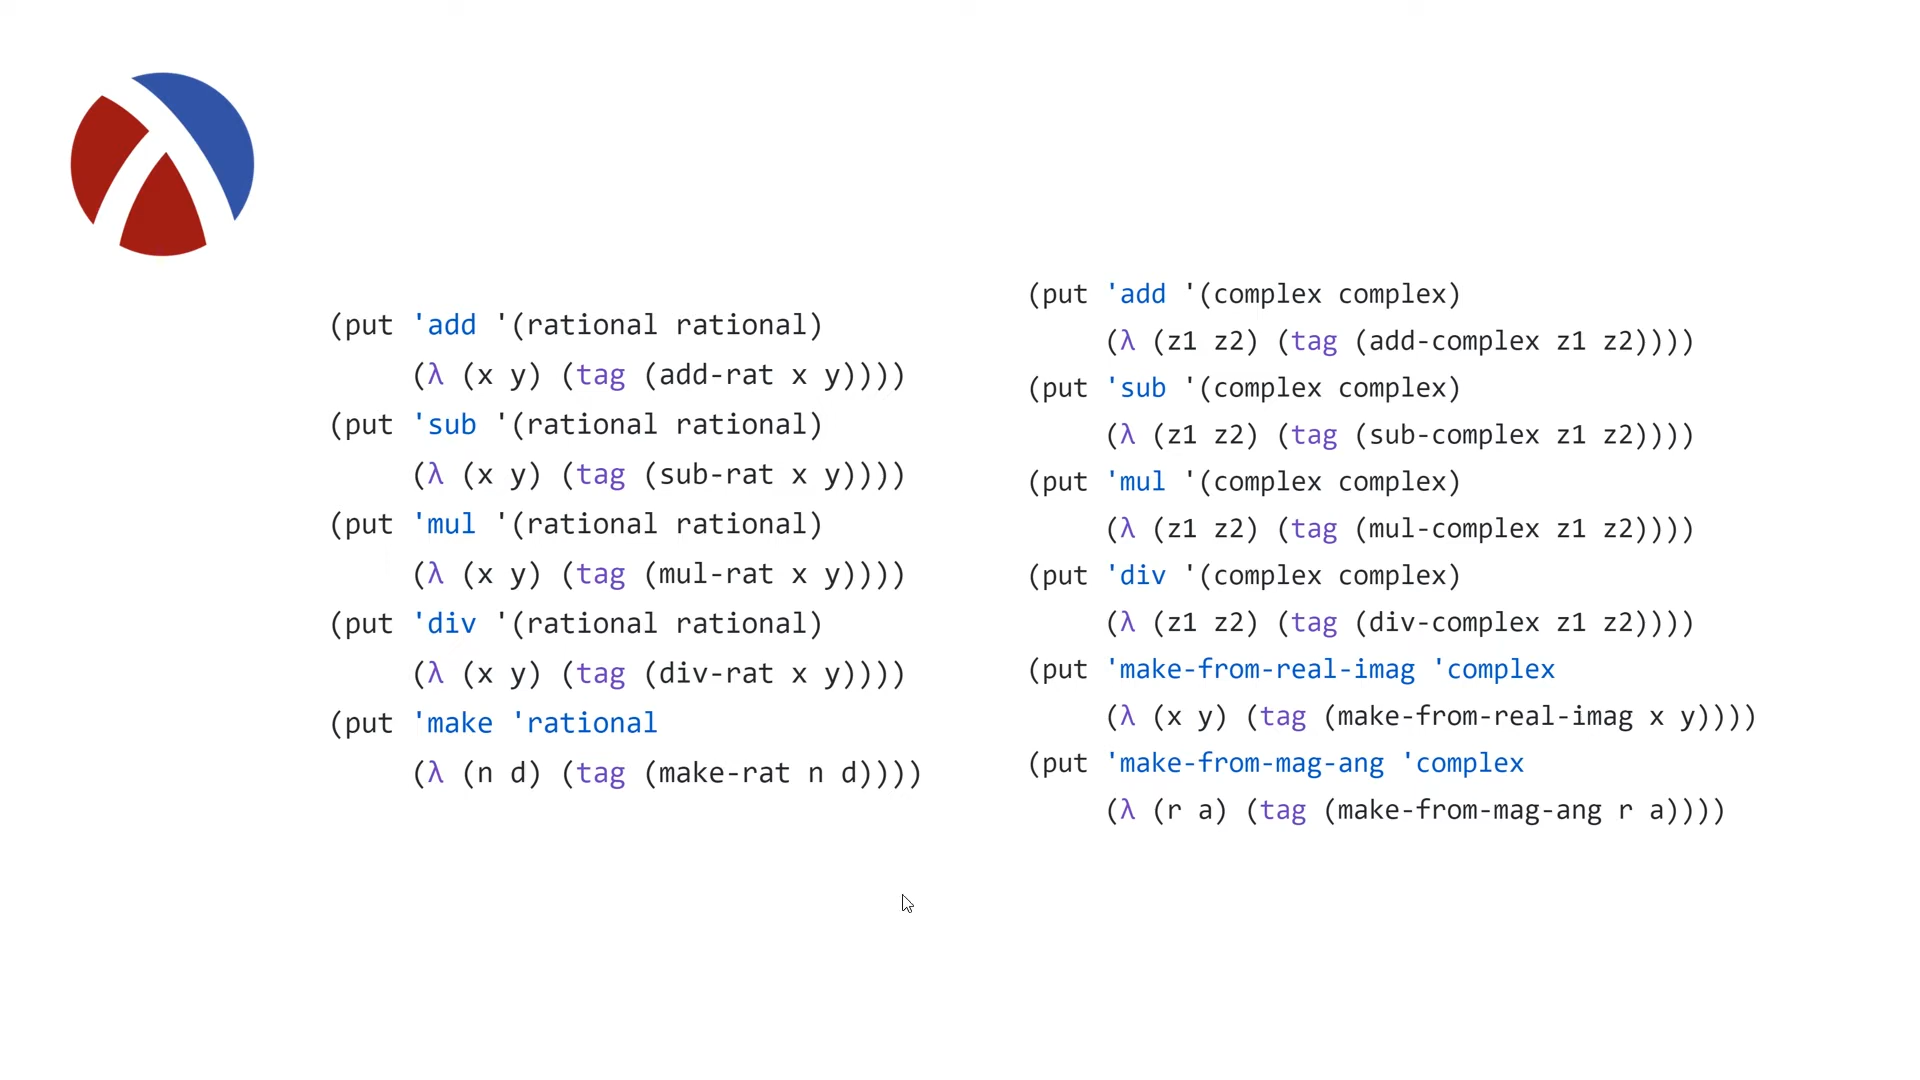 (put 'add '(rational rational)
(λ (x y) (tag (add-rat x y))))
(put 'sub '(rational rational)
(λ (x y) (tag (sub-rat x y))))
(put 'mul '(rational rational)
(λ (x y) (tag (mul-rat x y))))
(put 'div '(rational rational)
(λ (x y) (tag (div-rat x y))))
(put 'make 'rational
(λ (n d) (tag (make-rat n d))))
(put 'add '(complex complex)
(λ (z1 z2) (tag (add-complex z1 z2))))
(put 'sub '(complex complex)
(λ (z1 z2) (tag (sub-complex z1 z2))))
(put 'mul '(complex complex)
(λ (z1 z2) (tag (mul-complex z1 z2))))
(put 'div '(complex complex)
(λ (z1 z2) (tag (div-complex z1 z2))))
(put 'make-from-real-imag 'complex
(λ (x y) (tag (make-from-real-imag x y))))
(put 'make-from-mag-ang 'complex
(λ (r a) (tag (make-from-mag-ang r a))))